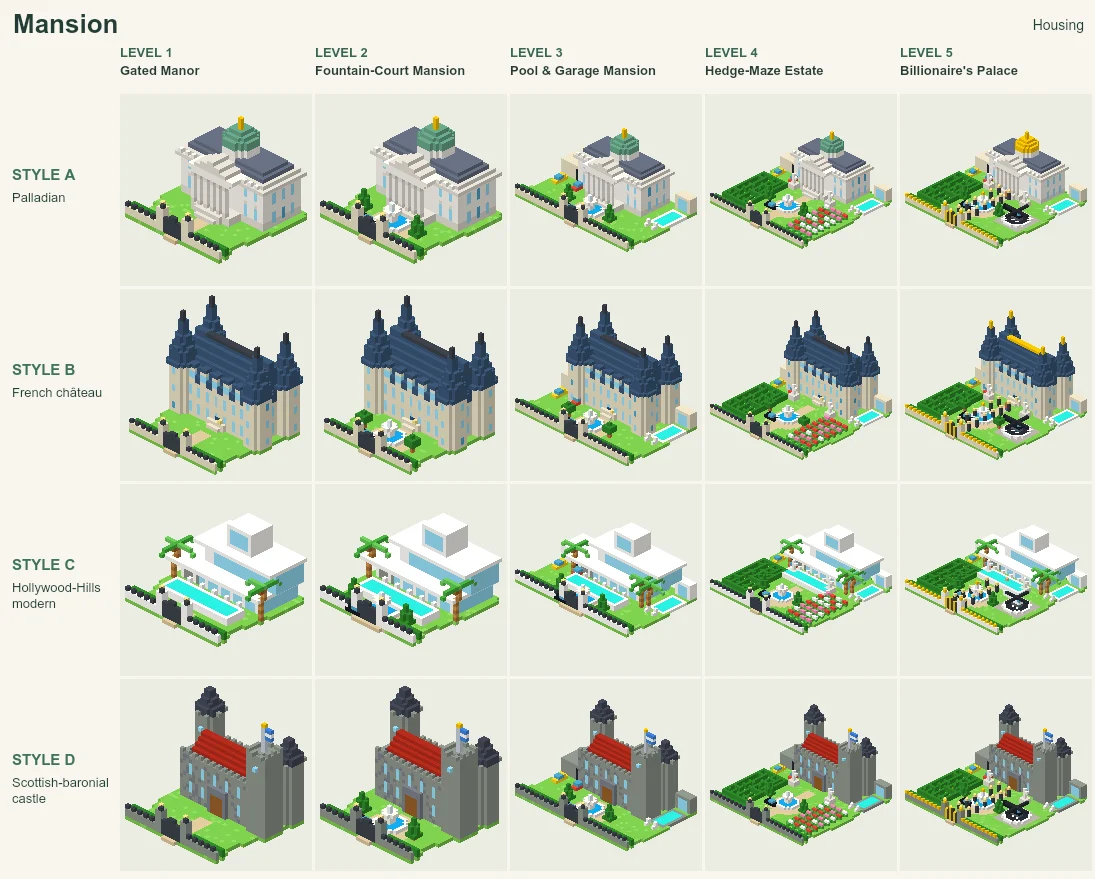 Mansion
Housing
LEVEL 1
Gated Manor
LEVEL 2
Fountain-Court Mansion
LEVEL 3
Pool & Garage Mansion
LEVEL 4
Hedge-Maze Estate
LEVEL 5
Billionaire's Palace
STYLE A
Palladian
STYLE B
French château
STYLE C
Hollywood-Hills
modern
STYLE D
Scottish-baronial
castle